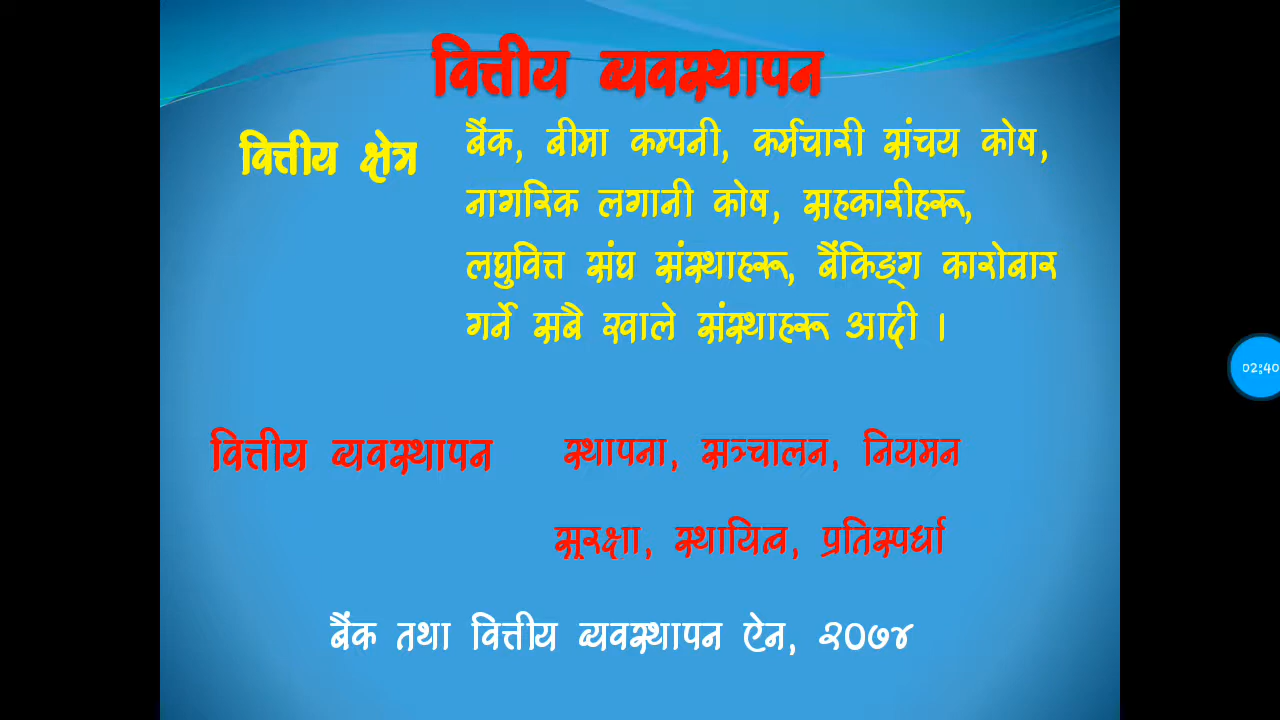 वित्तीय व्यवस्थापन
वित्तीय क्षेत्र
बैंक, बीमा कम्पनी, कर्मचारी संचय कोष,
नागरिक लगानी कोष, सहकारीहरू,
लघुवित्त संघ संस्थाहरू, बैंकिङ्ग कारोबार
गर्ने सबै खाले संस्थाहरू आदी ।
वित्तीय व्यवस्थापन स्थापना, सञ्चालन, नियमन
सुरक्षा, स्थायित्व, प्रतिस्पर्धा
बैंक तथा वित्तीय व्यवस्थापन ऐन, २०७४
02:40